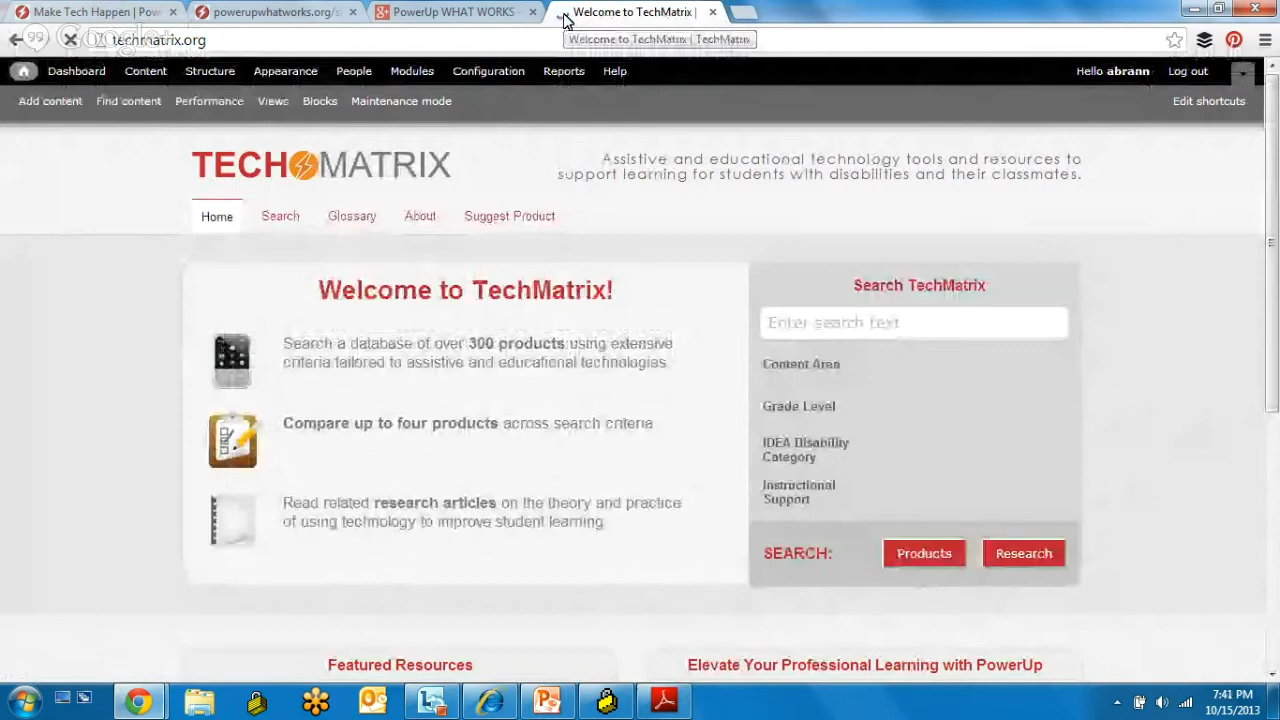 Make Tech Happen | Pow
powerupwhatworks.org/s
PowerUp WHAT WORKS -
Welcome to TechMatrix |
techmatrix.org
Welcome to TechMatrix | TechMatrix
Dashboard Content Structure Appearance People Modules Configuration Reports Help
Hello abrann Log out
Add content Find content Performance Views Blocks Maintenance mode
Edit shortcuts
TECH MATRIX
Assistive and educational technology tools and resources to
support learning for students with disabilities and their classmates.
Home Search Glossary About Suggest Product
Welcome to TechMatrix!
Search a database of over 300 products using extensive
criteria tailored to assistive and educational technologies
Compare up to four products across search criteria
Read related research articles on the theory and practice
of using technology to improve student learning
Search TechMatrix
Enter search text
Content Area
Grade Level
IDEA Disability
Category
Instructional
Support
SEARCH: Products Research
Featured Resources
Elevate Your Professional Learning with PowerUp
7:41 PM
10/15/2013